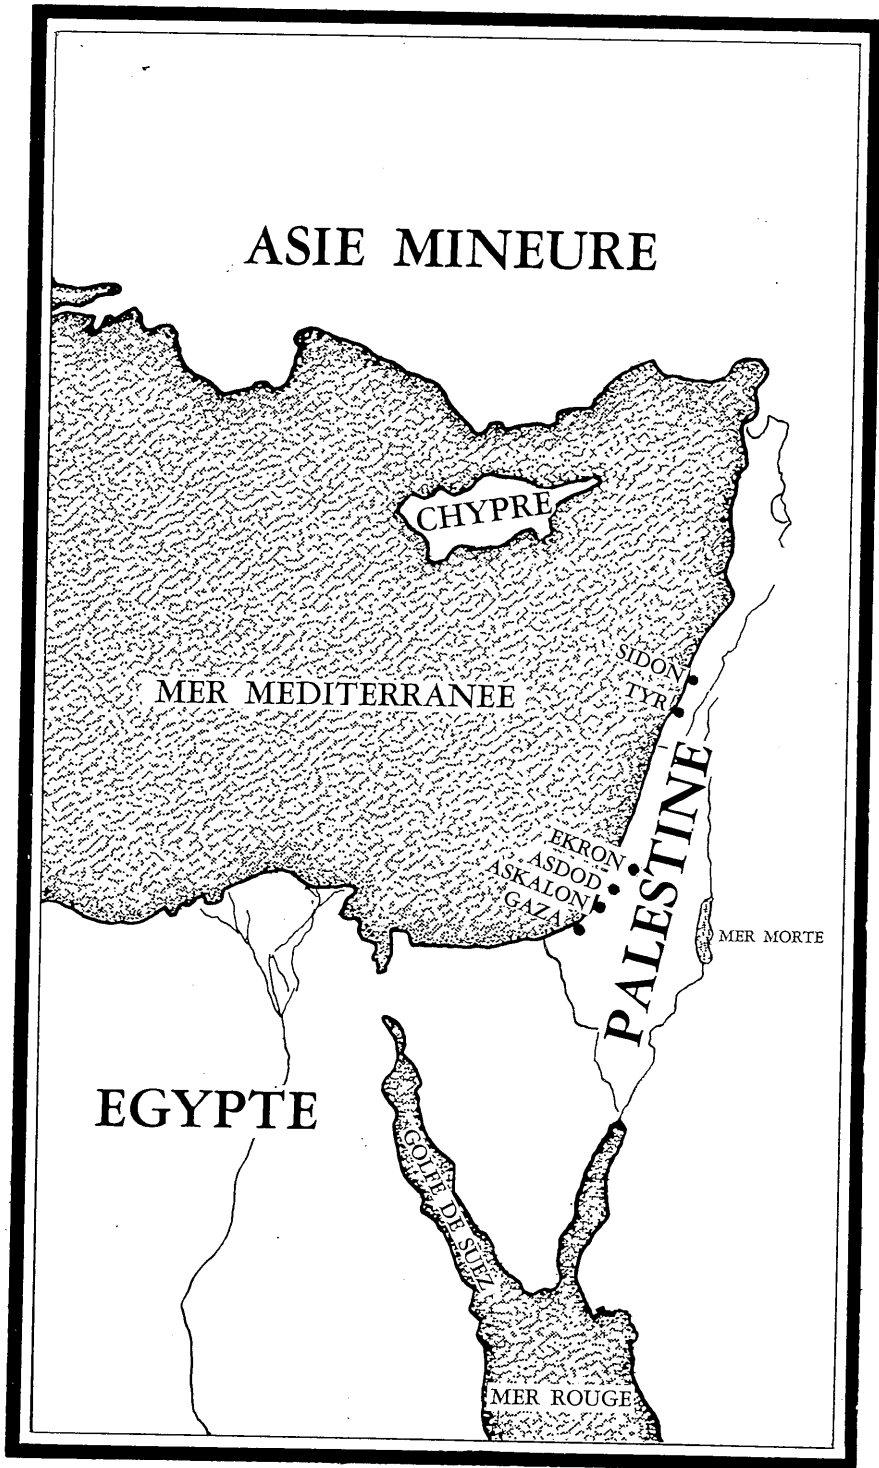 ASIE MINEURE
CHYPRE
SIDON
TYR
MER MEDITERRANEE
PALESTINE
EKRON
ASDOD
ASKALON
GAZA
MER MORTE
EGYPTE
GOLFE DE SUEZ
MER ROUGE